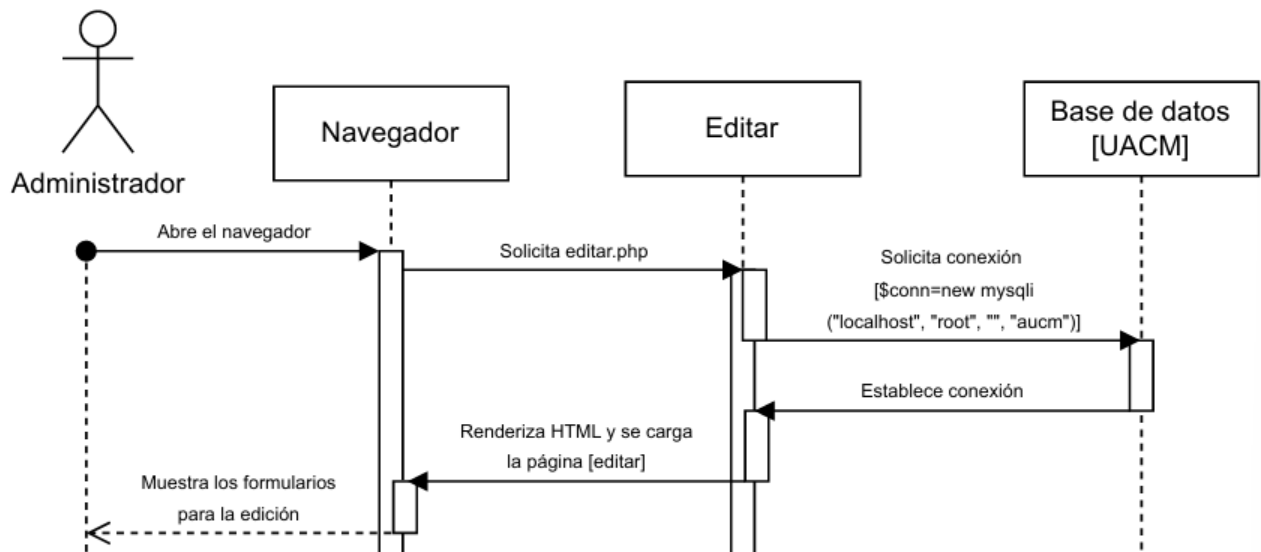 Administrador
Navegador
Editar
Base de datos
[UACM]
Abre el navegador
Solicita editar.php
Solicita conexión
[$conn=new mysqli
("localhost", "root", "", "aucm")]
Establece conexión
Renderiza HTML y se carga
la página [editar]
Muestra los formularios
para la edición